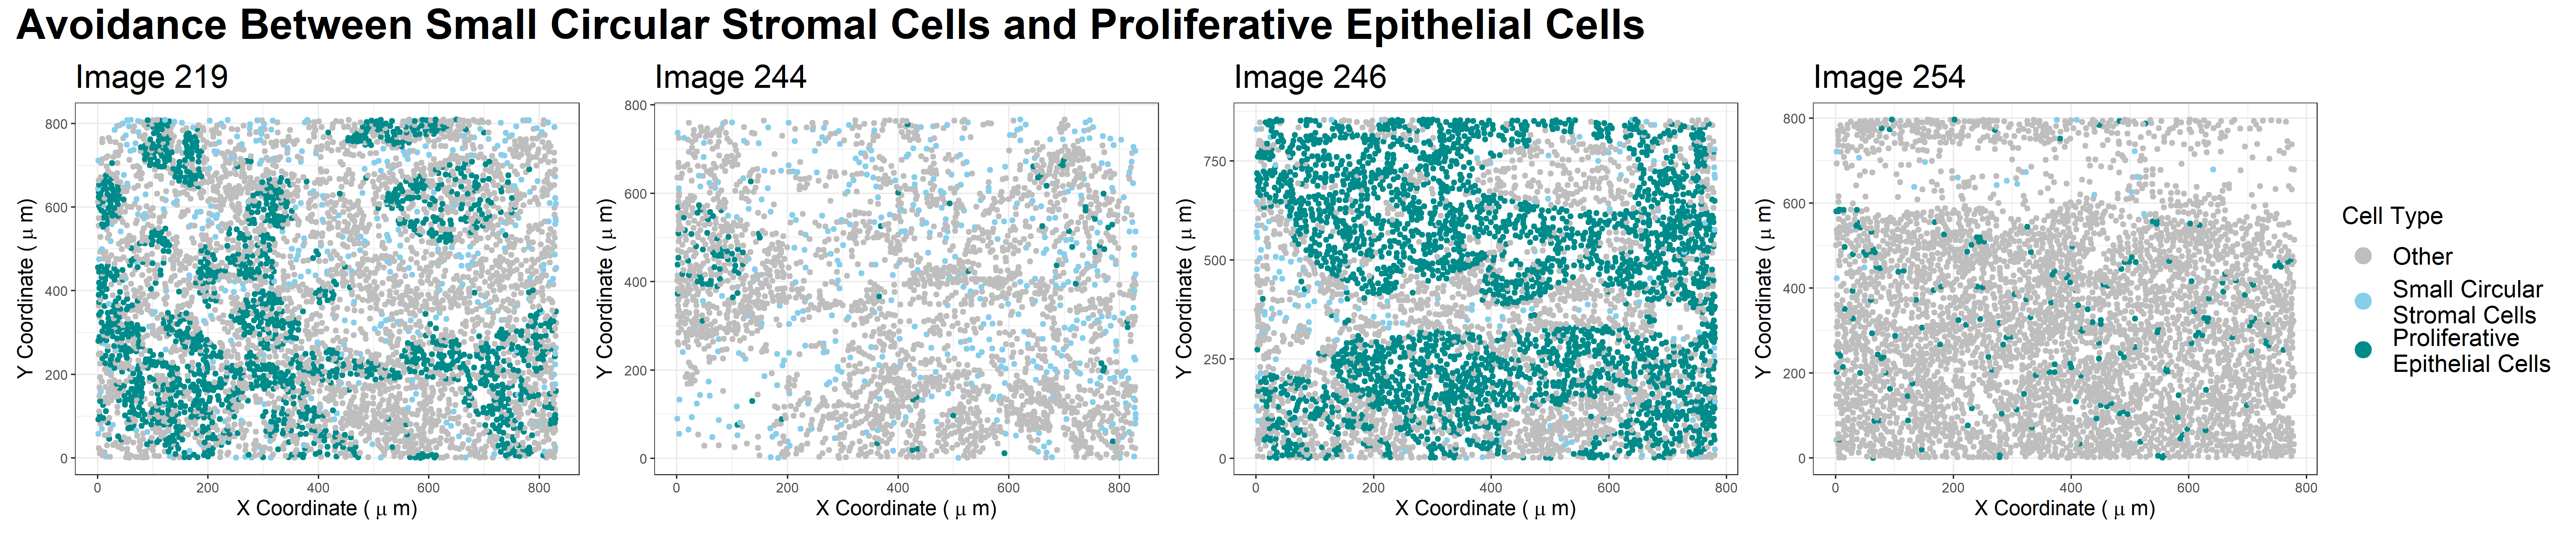 Avoidance Between Small Circular Stromal Cells and Proliferative Epithelial Cells
Image 219
Image 244
Image 246
Image 254
800
600
400
200
0
Y Coordinate ( μ m)
0 200 400 600 800
X Coordinate ( μ m)
800
600
400
200
0
Y Coordinate ( μ m)
0 200 400 600 800
X Coordinate ( μ m)
750
500
250
0
Y Coordinate ( μ m)
0 200 400 600 800
X Coordinate ( μ m)
800
600
400
200
0
Y Coordinate ( μ m)
0 200 400 600 800
X Coordinate ( μ m)
Cell Type
Other
Small Circular
Stromal Cells
Proliferative
Epithelial Cells